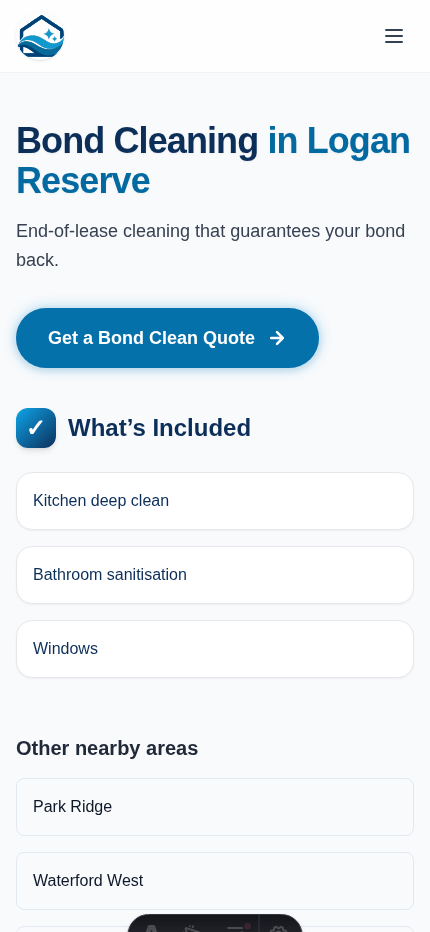 Bond Cleaning in Logan
Reserve
End-of-lease cleaning that guarantees your bond
back.
Get a Bond Clean Quote →
✓ What’s Included
Kitchen deep clean
Bathroom sanitisation
Windows
Other nearby areas
Park Ridge
Waterford West